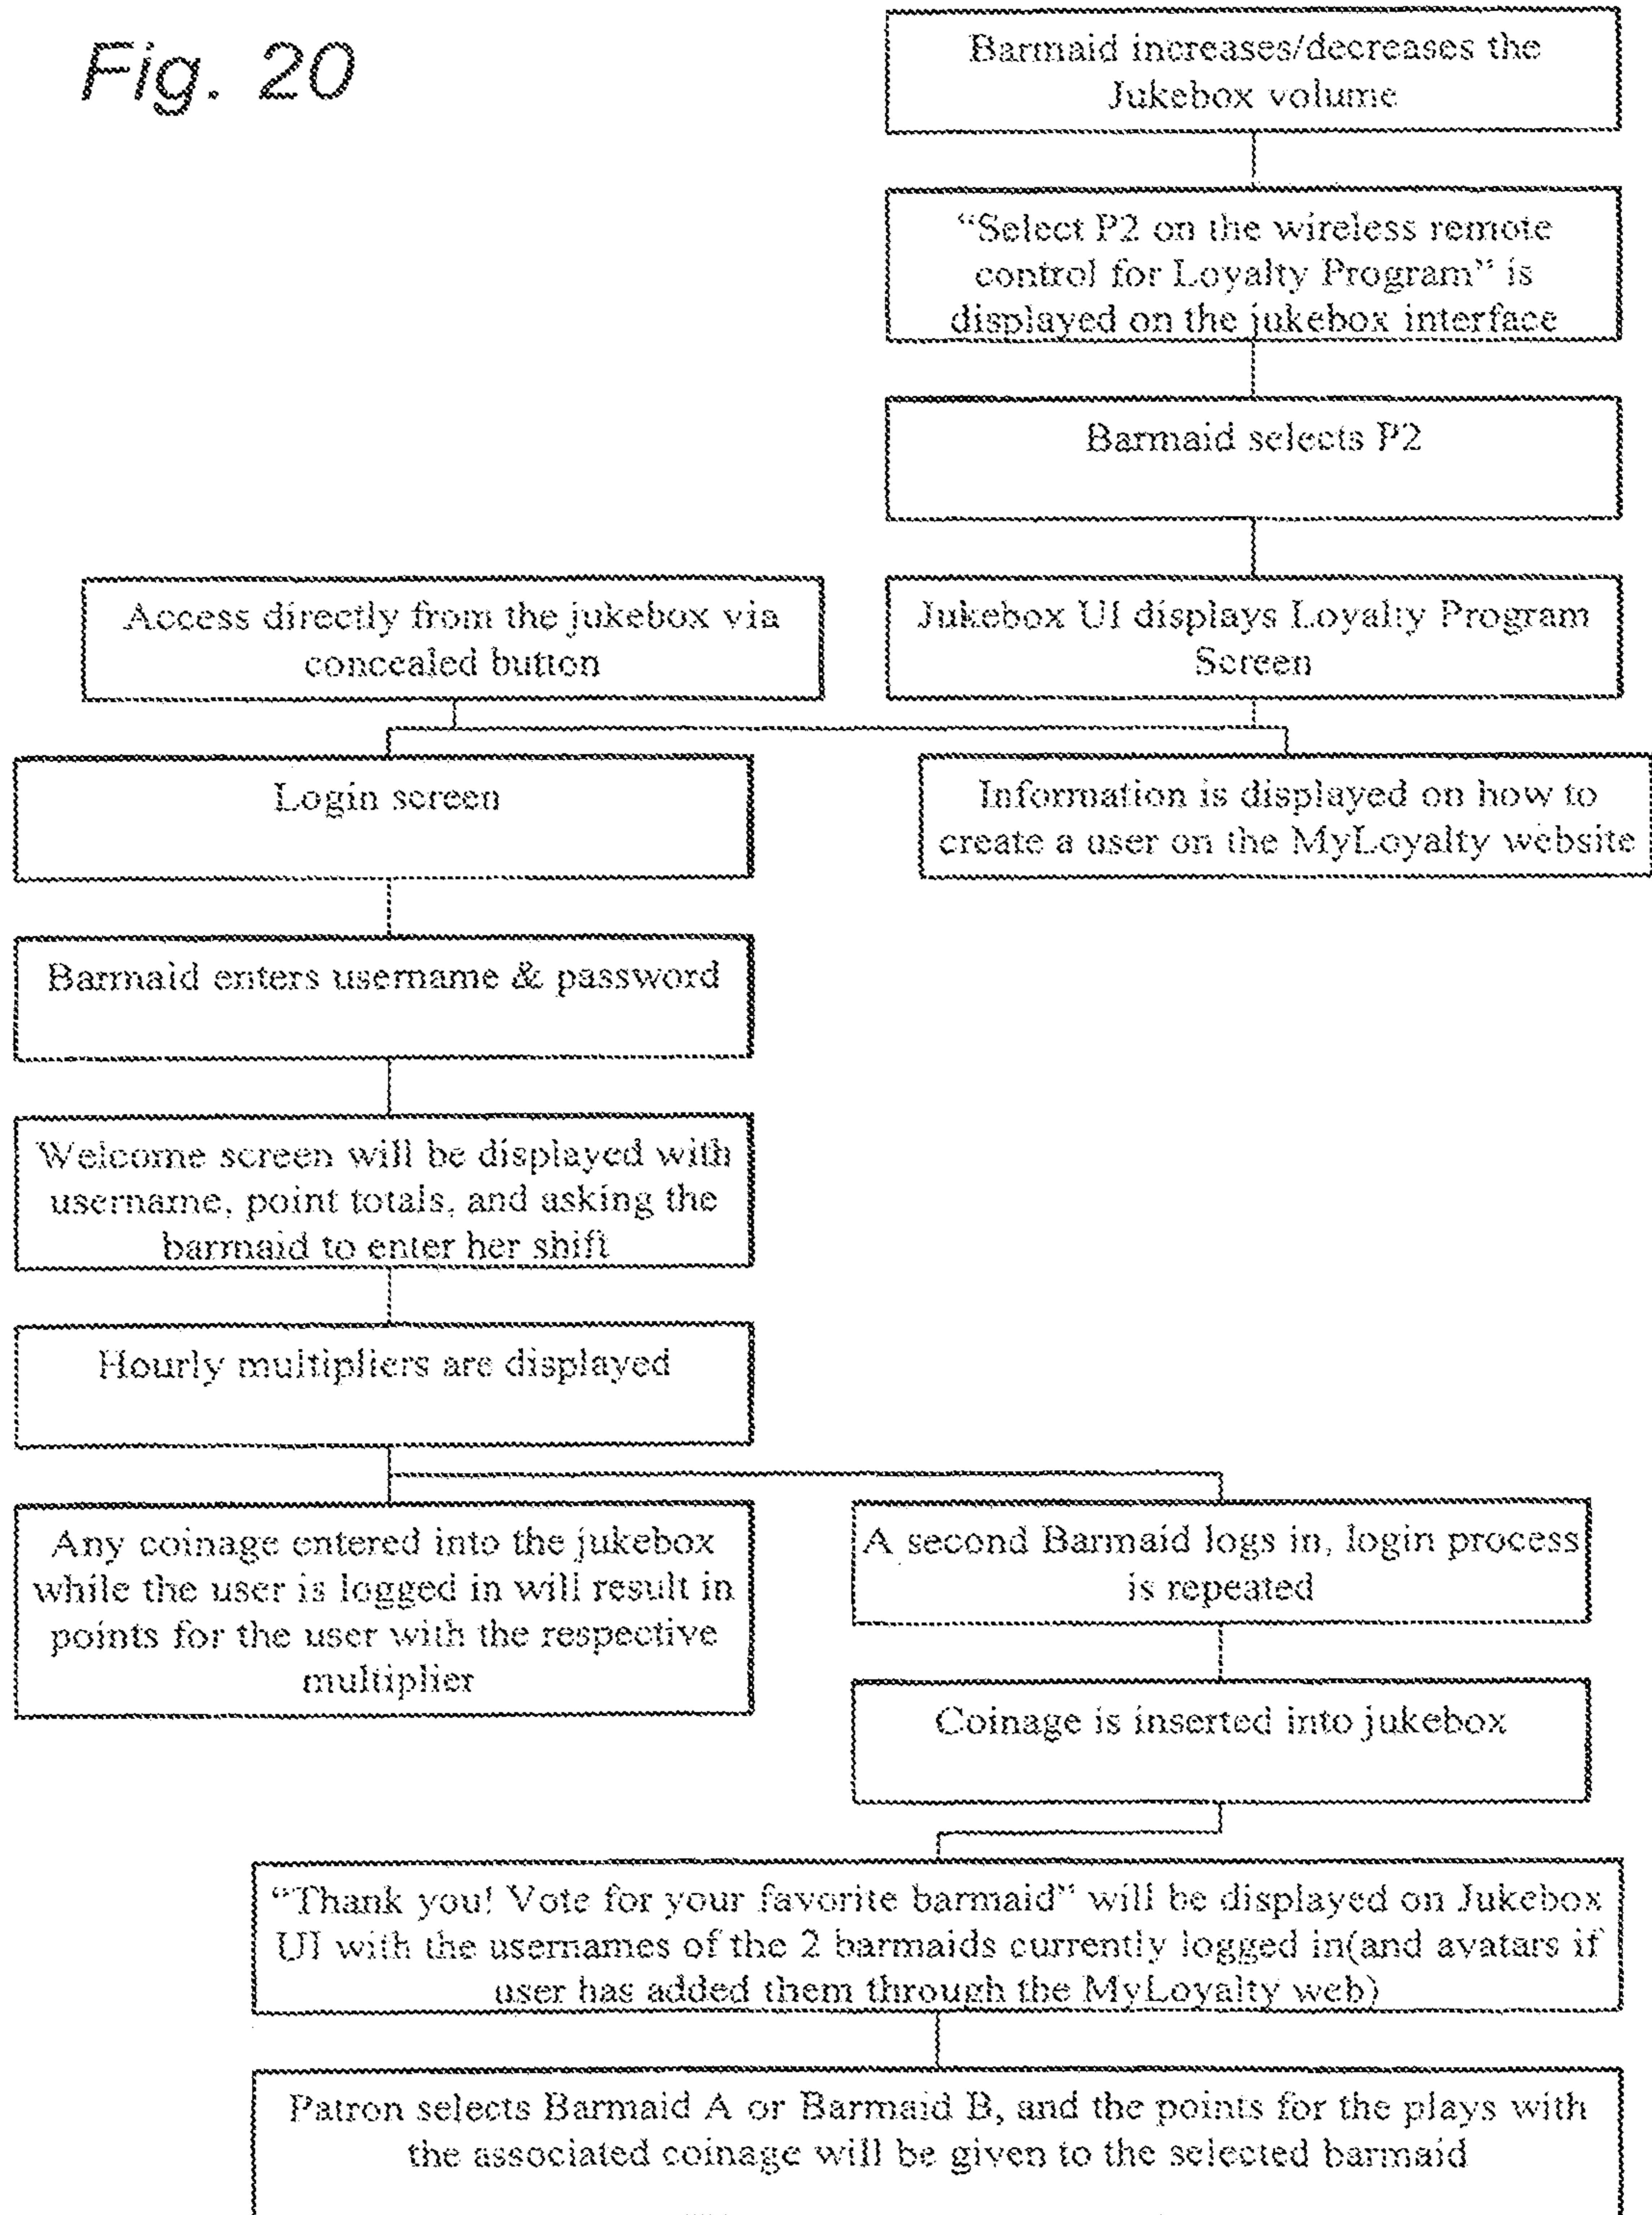 Fig. 20
Barmaid increases/decreases the
Jukebox volume
“Select P2 on the wireless remote
control for Loyalty Program” is
displayed on the jukebox interface
Barmaid selects P2
Access directly from the jukebox via
concealed button
Jukebox UI displays Loyalty Program
Screen
Login screen
Information is displayed on how to
create a user on the MyLoyalty website
Barmaid enters username & password
Welcome screen will be displayed with
username, point totals, and asking the
barmaid to enter her shift
Hourly multipliers are displayed
Any coinage entered into the jukebox
while the user is logged in will result in
points for the user with the respective
multiplier
A second Barmaid logs in, login process
is repeated
Coinage is inserted into jukebox
“Thank you! Vote for your favorite barmaid” will be displayed on Jukebox
UI with the usernames of the 2 barmaids currently logged in(and avatars if
user has added them through the MyLoyalty web)
Patron selects Barmaid A or Barmaid B, and the points for the plays with
the associated coinage will be given to the selected barmaid